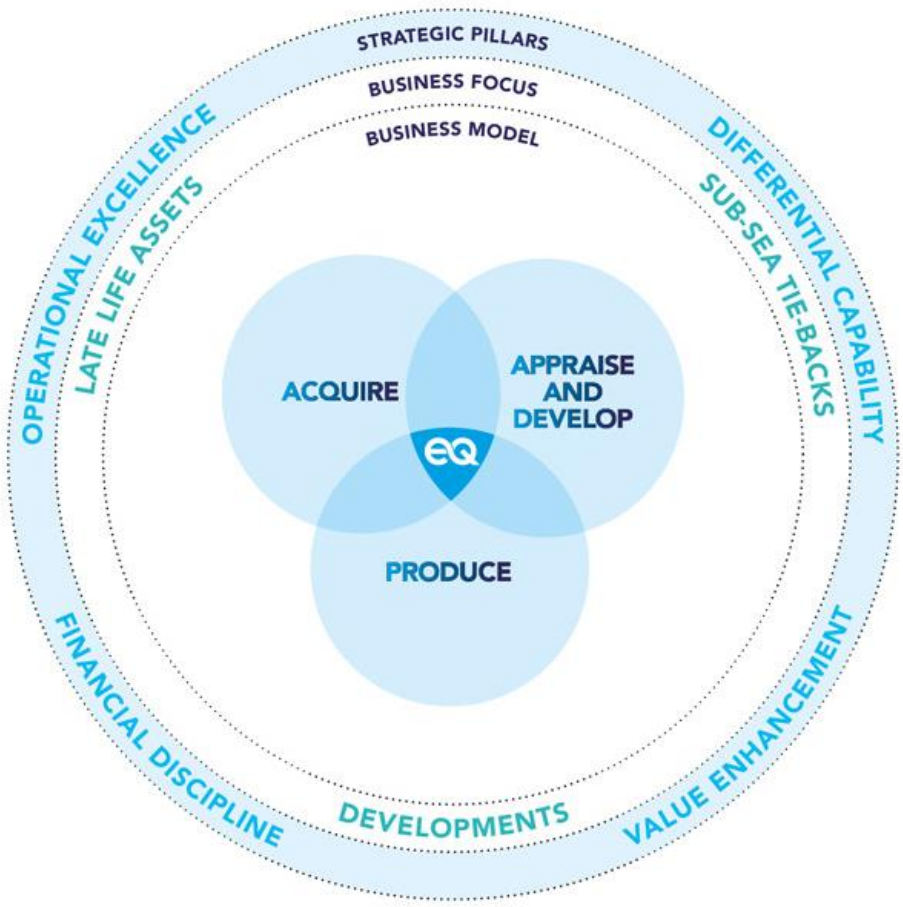 STRATEGIC PILLARS
BUSINESS FOCUS
BUSINESS MODEL
OPERATIONAL EXCELLENCE
DIFFERENTIAL CAPABILITY
LATE LIFE ASSETS
SUB-SEA TIE-BACKS
ACQUIRE
APPRAISE
AND
DEVELOP
eQ
PRODUCE
FINANCIAL DISCIPLINE
VALUE ENHANCEMENT
DEVELOPMENTS